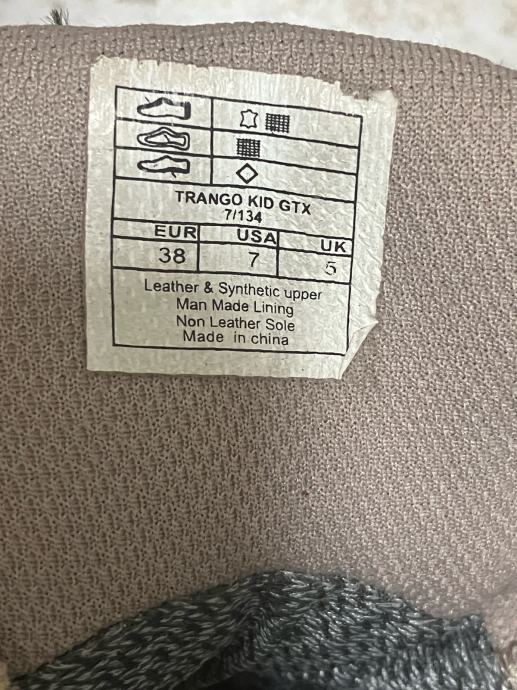 TRANGO KID GTX
7/134
EUR USA UK
38 7 5
Leather & Synthetic upper
Man Made Lining
Non Leather Sole
Made in china